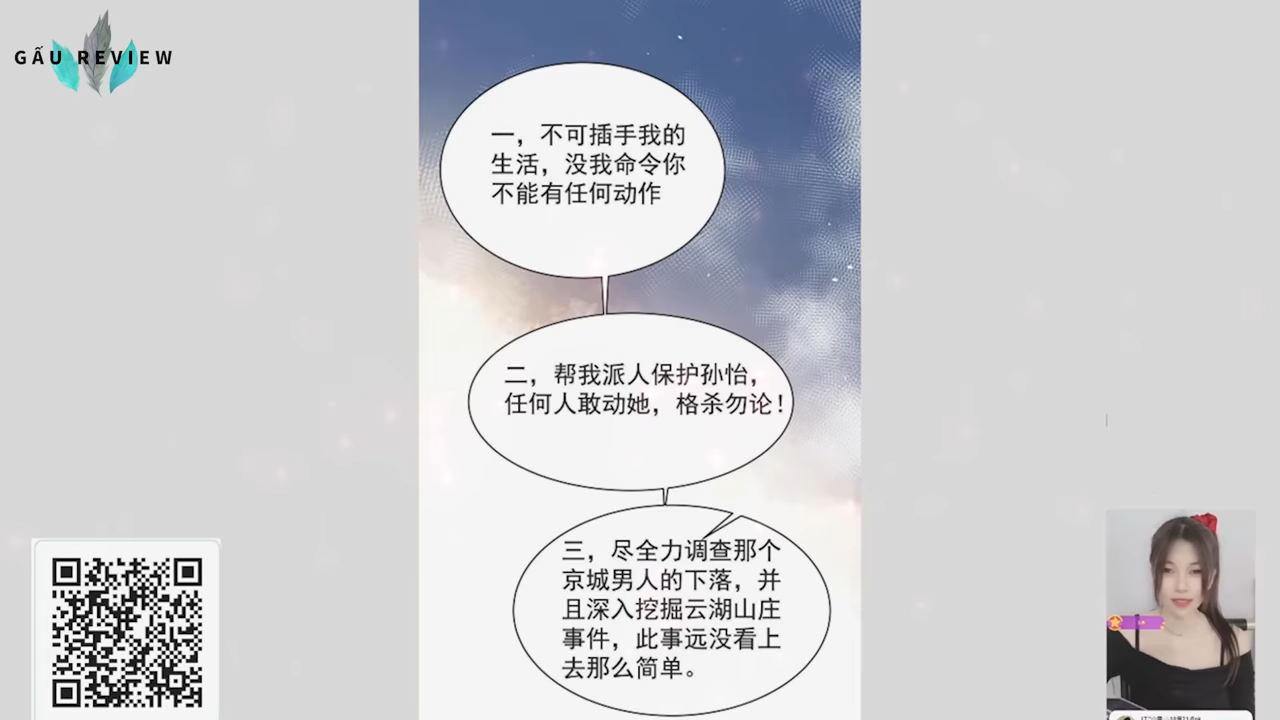 GẤU REVIEW
一，不可插手我的
生活，没我命令你
不能有任何动作
二，帮我派人保护孙怡，
任何人敢动她，格杀勿论！
三，尽全力调查那个
京城男人的下落，并
且深入挖掘云湖山庄
事件，此事远没看上
去那么简单。